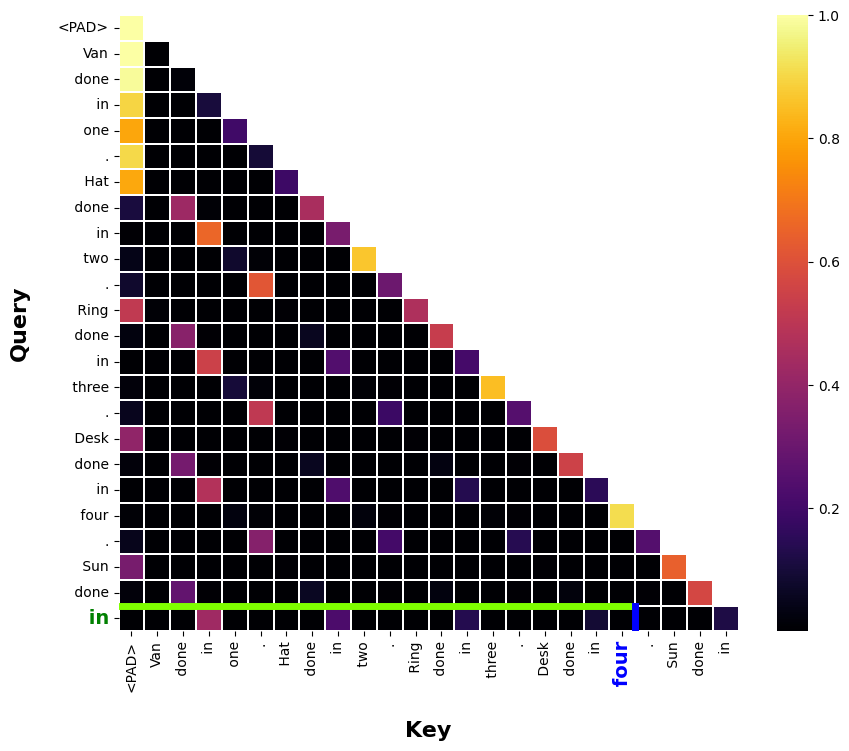 <PAD>
Van
done
in
one
.
Hat
done
in
two
.
Ring
done
in
three
.
Desk
done
in
four
.
Sun
done
in
Query
<PAD>
Van
done
in
one
.
Hat
done
in
two
.
Ring
done
in
three
.
Desk
done
in
four
.
Sun
done
in
Key
1.0
0.8
0.6
0.4
0.2